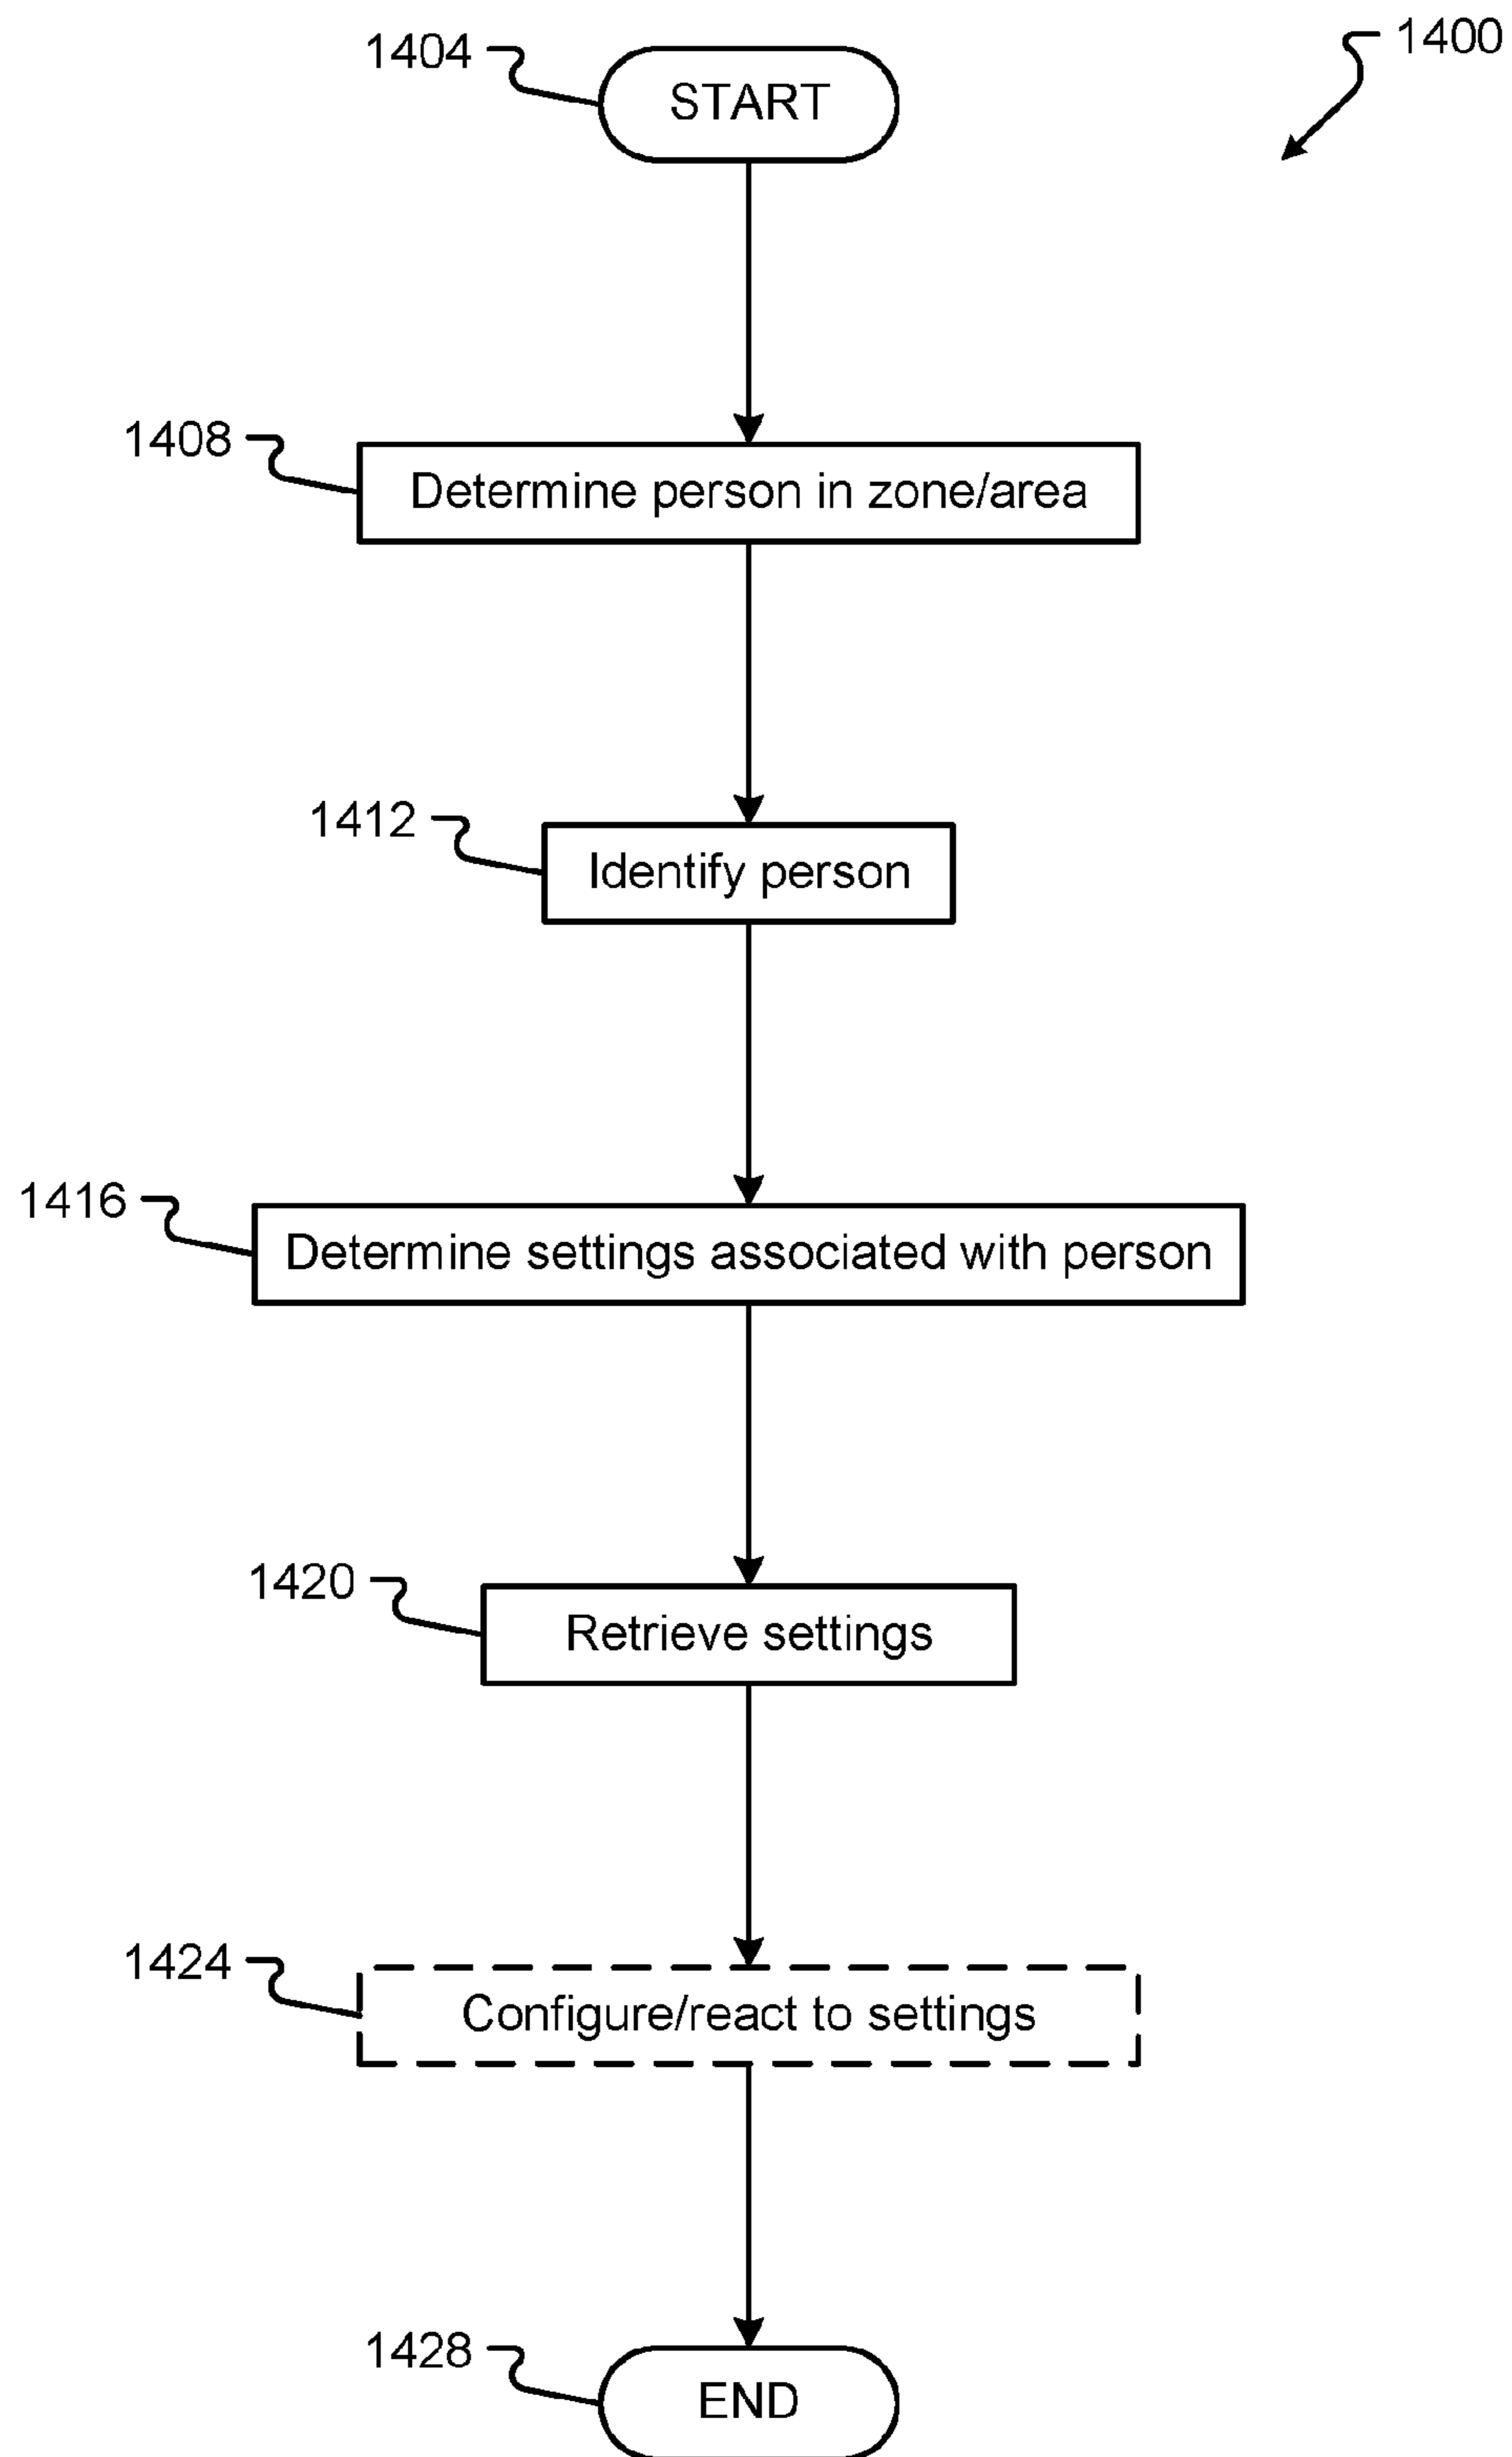 1400
1404
START
1408
Determine person in zone/area
1412
Identify person
1416
Determine settings associated with person
1420
Retrieve settings
1424
Configure/react to settings
1428
END